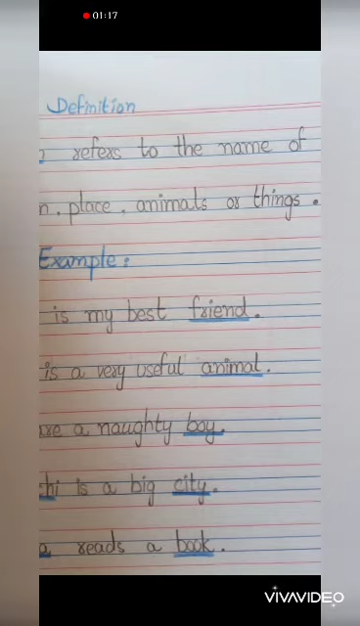 01:17
Definition
refers to the name of
place, animals or things.
Example:
is my best friend.
is a very useful animal.
a naughty boy.
is a big city.
reads a book.
VIVAVIDEO